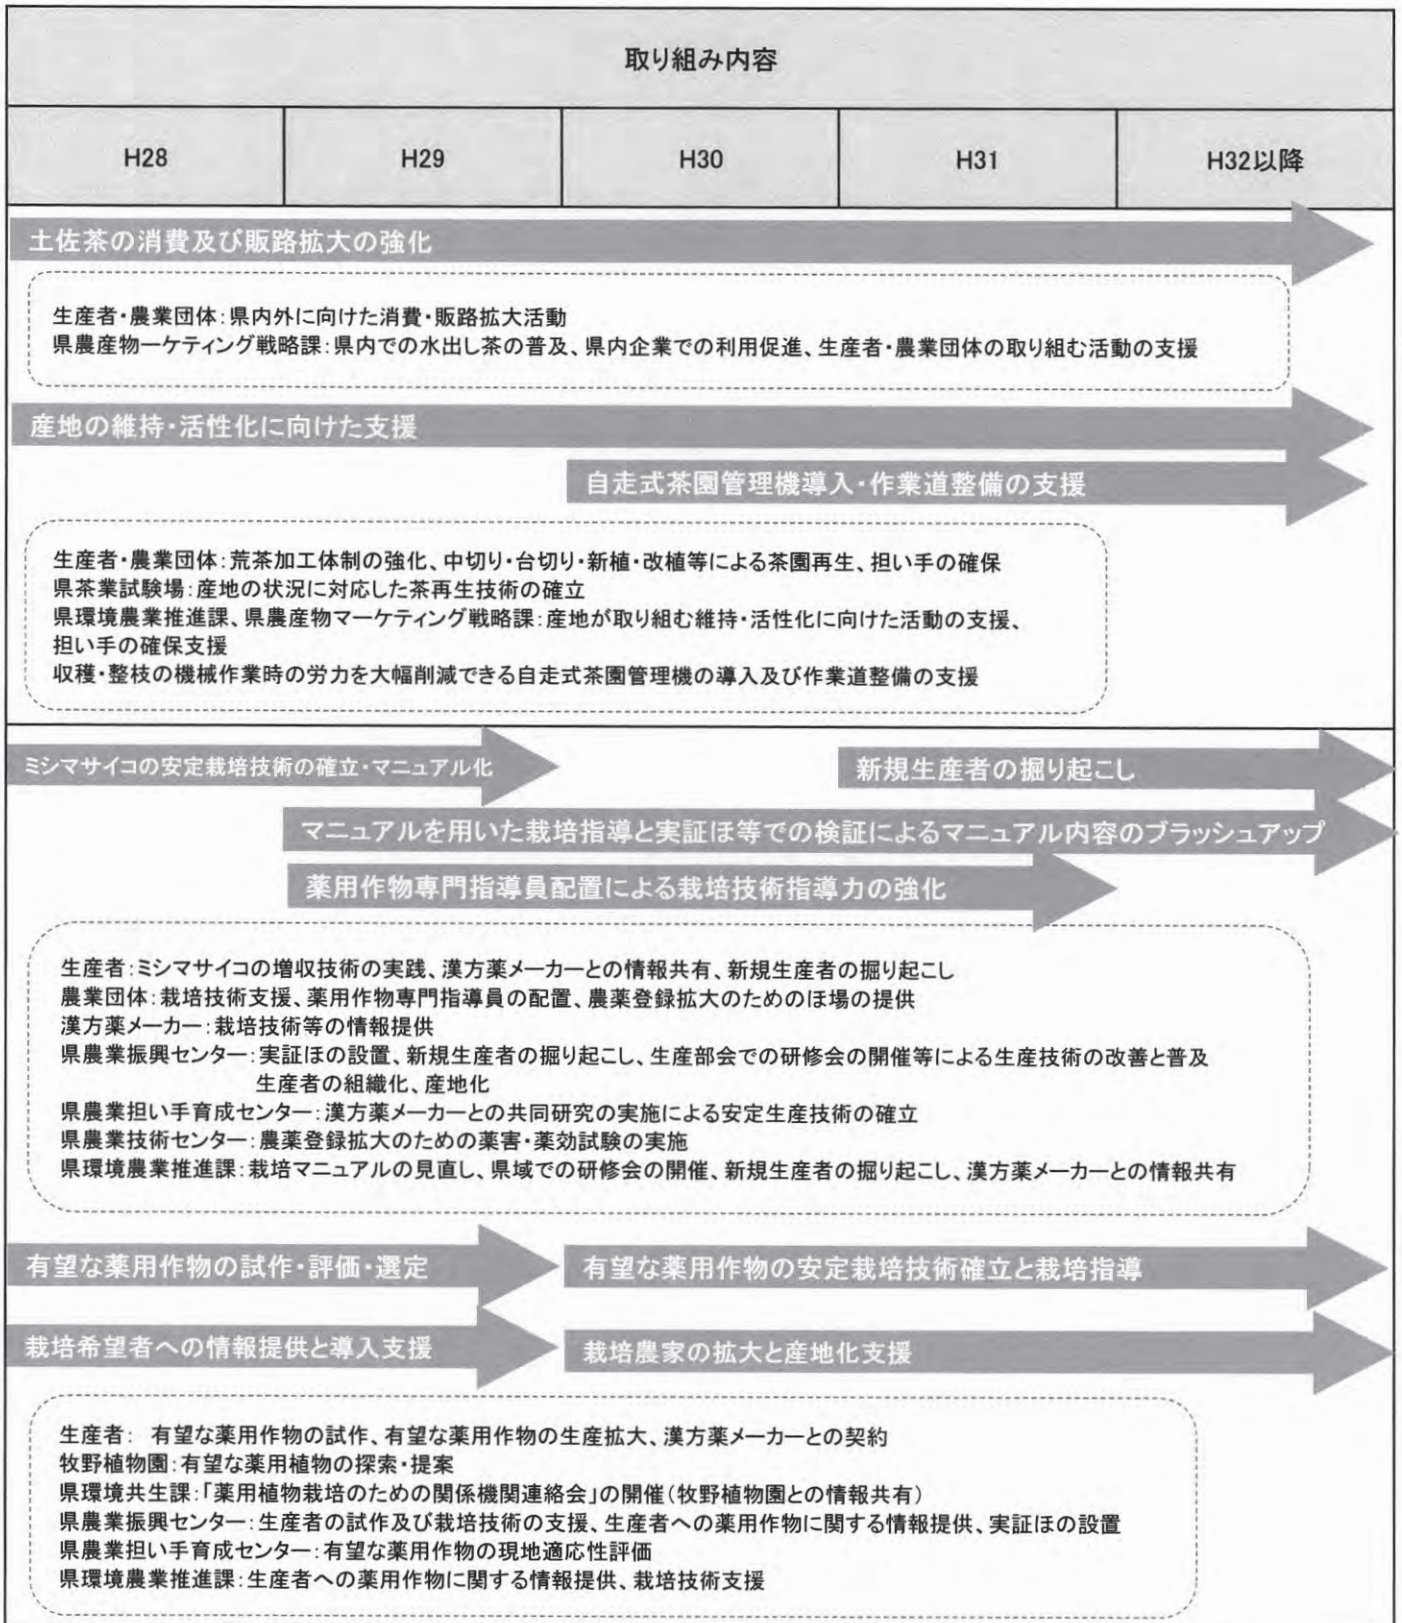 取り組み内容
H28 H29 H30 H31 H32以降
土佐茶の消費及び販路拡大の強化
生産者・農業団体：県内外に向けた消費・販路拡大活動
県農産物ーケティング戦略課：県内での水出し茶の普及、県内企業での利用促進、生産者・農業団体の取り組む活動の支援
産地の維持・活性化に向けた支援
自走式茶園管理機導入・作業道整備の支援
生産者・農業団体：荒茶加工体制の強化、中切り・台切り・新植・改植等による茶園再生、担い手の確保
県茶業試験場：産地の状況に対応した茶再生技術の確立
県環境農業推進課、県農産物マーケティング戦略課：産地が取り組む維持・活性化に向けた活動の支援、
担い手の確保支援
収穫・整枝の機械作業時の労力を大幅削減できる自走式茶園管理機の導入及び作業道整備の支援
ミシマサイコの安定栽培技術の確立・マニュアル化
新規生産者の掘り起こし
マニュアルを用いた栽培指導と実証ほ等での検証によるマニュアル内容のブラッシュアップ
薬用作物専門指導員配置による栽培技術指導力の強化
生産者：ミシマサイコの増収技術の実践、漢方薬メーカーとの情報共有、新規生産者の掘り起こし
農業団体：栽培技術支援、薬用作物専門指導員の配置、農薬登録拡大のためのほ場の提供
漢方薬メーカー：栽培技術等の情報提供
県農業振興センター：実証ほの設置、新規生産者の掘り起こし、生産部会での研修会の開催等による生産技術の改善と普及
生産者の組織化、産地化
県農業担い手育成センター：漢方薬メーカーとの共同研究の実施による安定生産技術の確立
県農業技術センター：農薬登録拡大のための薬害・薬効試験の実施
県環境農業推進課：栽培マニュアルの見直し、県域での研修会の開催、新規生産者の掘り起こし、漢方薬メーカーとの情報共有
有望な薬用作物の試作・評価・選定
有望な薬用作物の安定栽培技術確立と栽培指導
栽培希望者への情報提供と導入支援
栽培農家の拡大と産地化支援
生産者： 有望な薬用作物の試作、有望な薬用作物の生産拡大、漢方薬メーカーとの契約
牧野植物園：有望な薬用植物の探索・提案
県環境共生課：「薬用植物栽培のための関係機関連絡会」の開催（牧野植物園との情報共有）
県農業振興センター：生産者の試作及び栽培技術の支援、生産者への薬用作物に関する情報提供、実証ほの設置
県農業担い手育成センター：有望な薬用作物の現地適応性評価
県環境農業推進課：生産者への薬用作物に関する情報提供、栽培技術支援